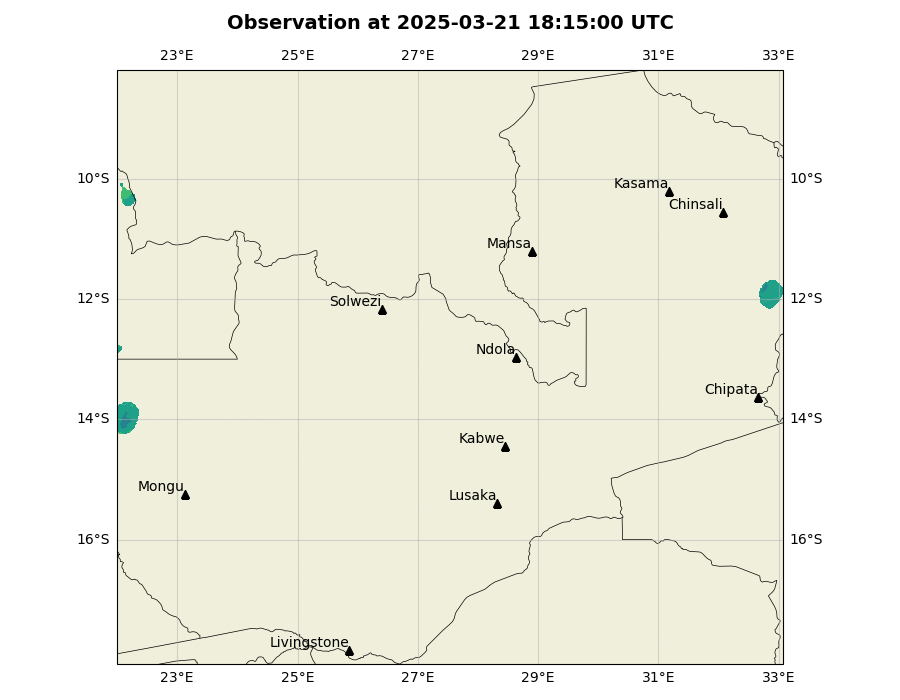 Observation at 2025-03-21 18:15:00 UTC
23°E 25°E 27°E 29°E 31°E 33°E
10°S 10°S
Kasama
Chinsali
Mansa
12°S 12°S
Solwezi
Ndola
Chipata
14°S 14°S
Kabwe
Mongu
Lusaka
16°S 16°S
Livingstone
23°E 25°E 27°E 29°E 31°E 33°E